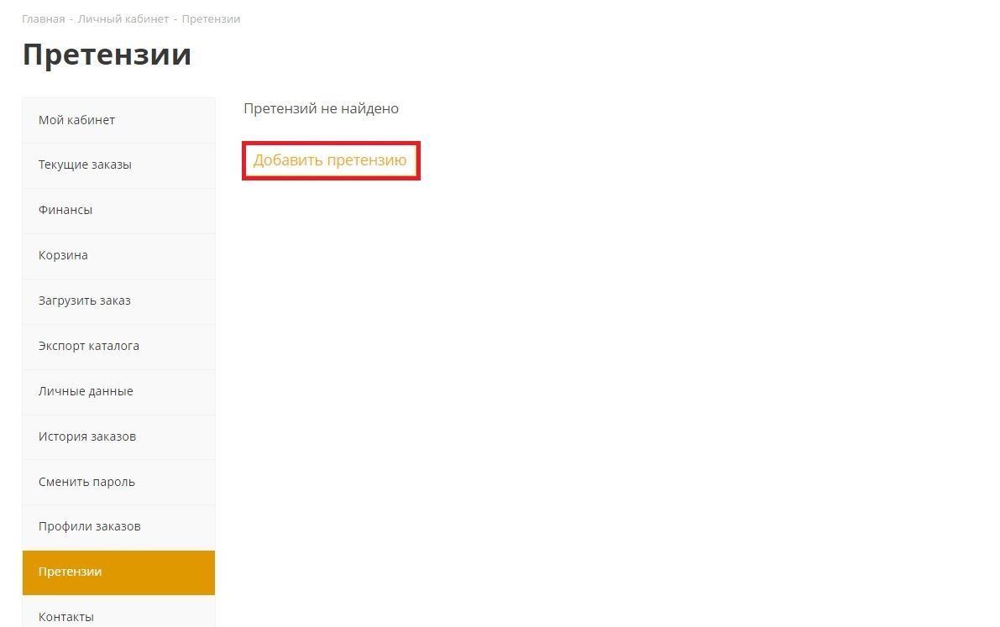 Главная - Личный кабинет - Претензии
Претензии
Мой кабинет
Текущие заказы
Финансы
Корзина
Загрузить заказ
Экспорт каталога
Личные данные
История заказов
Сменить пароль
Профили заказов
Претензии
Контакты
Претензий не найдено
Добавить претензию